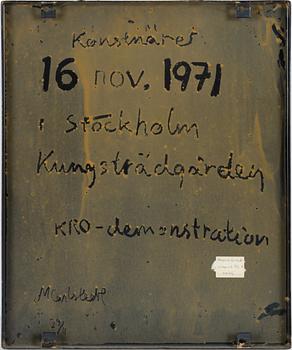 Konstnärer
16 nov. 1971
i Stockholm
Kungsträdgården
KRO-demonstration